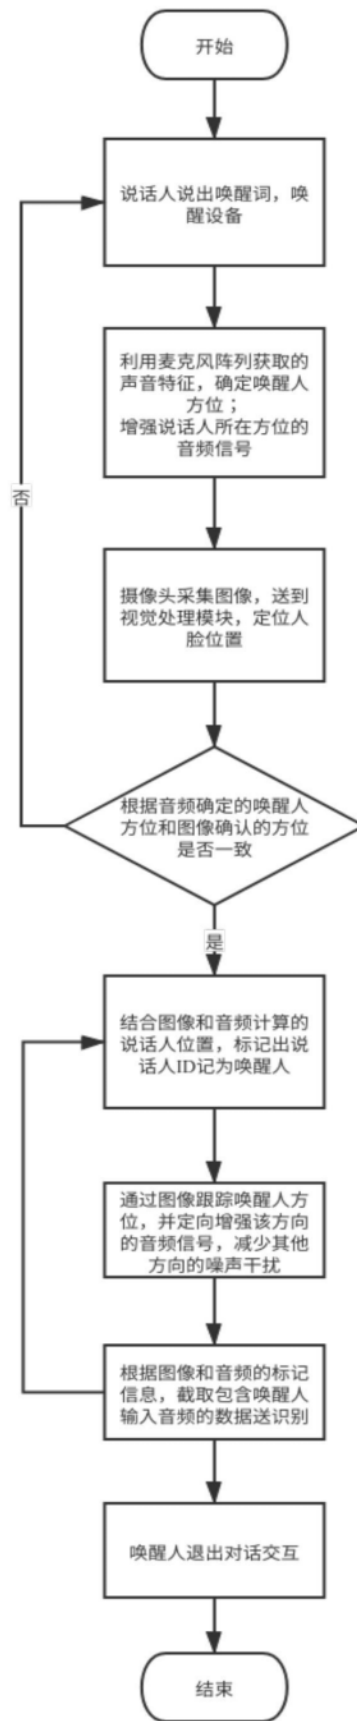 开始
说话人说出唤醒词，唤
醒设备
利用麦克风阵列获取的
声音特征，确定唤醒人
方位；
增强说话人所在方位的
音频信号
否
摄像头采集图像，送到
视觉处理模块，定位人
脸位置
根据音频确定的唤醒人
方位和图像确认的方位
是否一致
是
结合图像和音频计算的
说话人位置，标记出说
话人ID记为唤醒人
通过图像跟踪唤醒人方
位，并定向增强该方向
的音频信号，减少其他
方向的噪声干扰
根据图像和音频的标记
信息，截取包含唤醒人
输入音频的数据送识别
唤醒人退出对话交互
结束